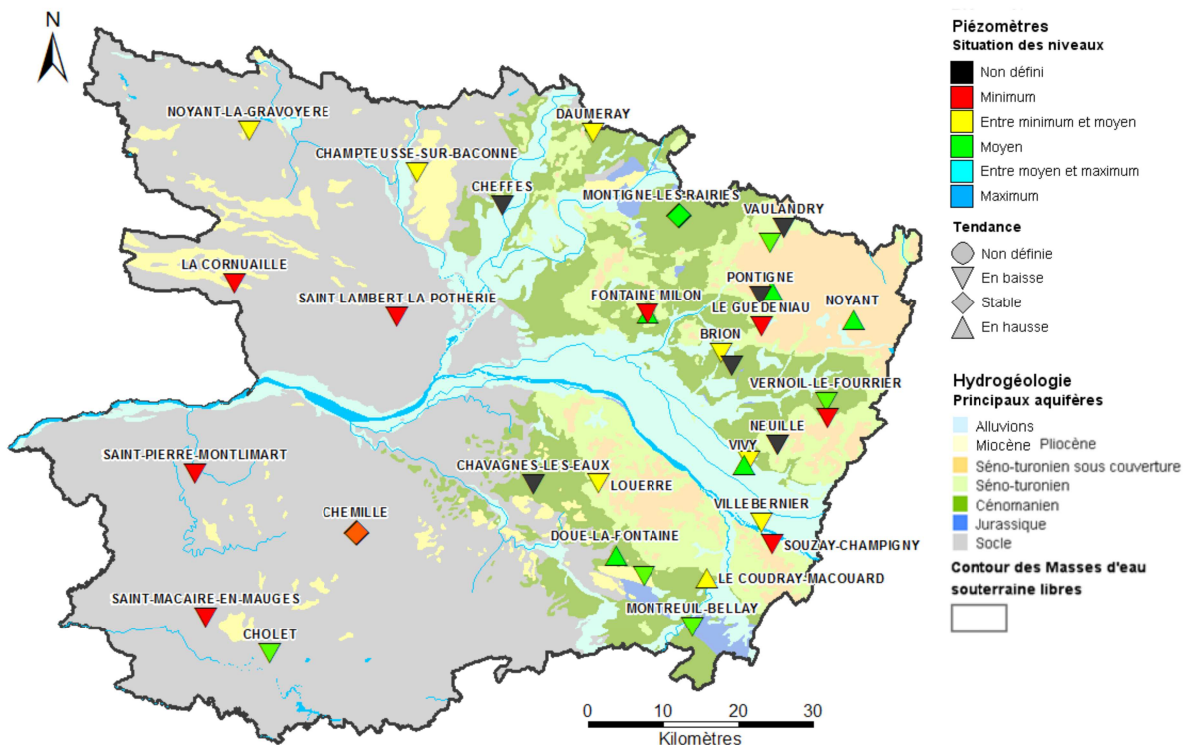 N
NOYANT-LA-GRAVOYERE
DAUMERAY
CHAMPTEUSSE-SUR-BACONNE
CHEFFES
MONTIGNE-LES-RAIRIES
VAULANDRY
LA CORNUAILLE
SAINT LAMBERT LA POTHERIE
FONTAINE MILON
PONTIGNE
LE GUEDENIAU
NOYANT
BRION
VERNOIL-LE-FOURRIER
NEUILLE
VIVY
SAINT-PIERRE-MONTLIMART
CHAVAGNES-LES-EAUX
LOUERRE
CHEMILLE
VILLEBERNIER
DOUE-LA-FONTAINE
SOUZAY-CHAMPIGNY
LE COUDRAY-MACOUARD
SAINT-MACAIRE-EN-MAUGES
MONTREUIL-BELLAY
CHOLET
0 10 20 30
Kilomètres
Piézomètres
Situation des niveaux
Non défini
Minimum
Entre minimum et moyen
Moyen
Entre moyen et maximum
Maximum
Tendance
Non définie
En baisse
Stable
En hausse
Hydrogéologie
Principaux aquifères
Alluvions
Miocène Pliocène
Séno-turonien sous couverture
Séno-turonien
Cénomanien
Jurassique
Socle
Contour des Masses d'eau
souterraine libres